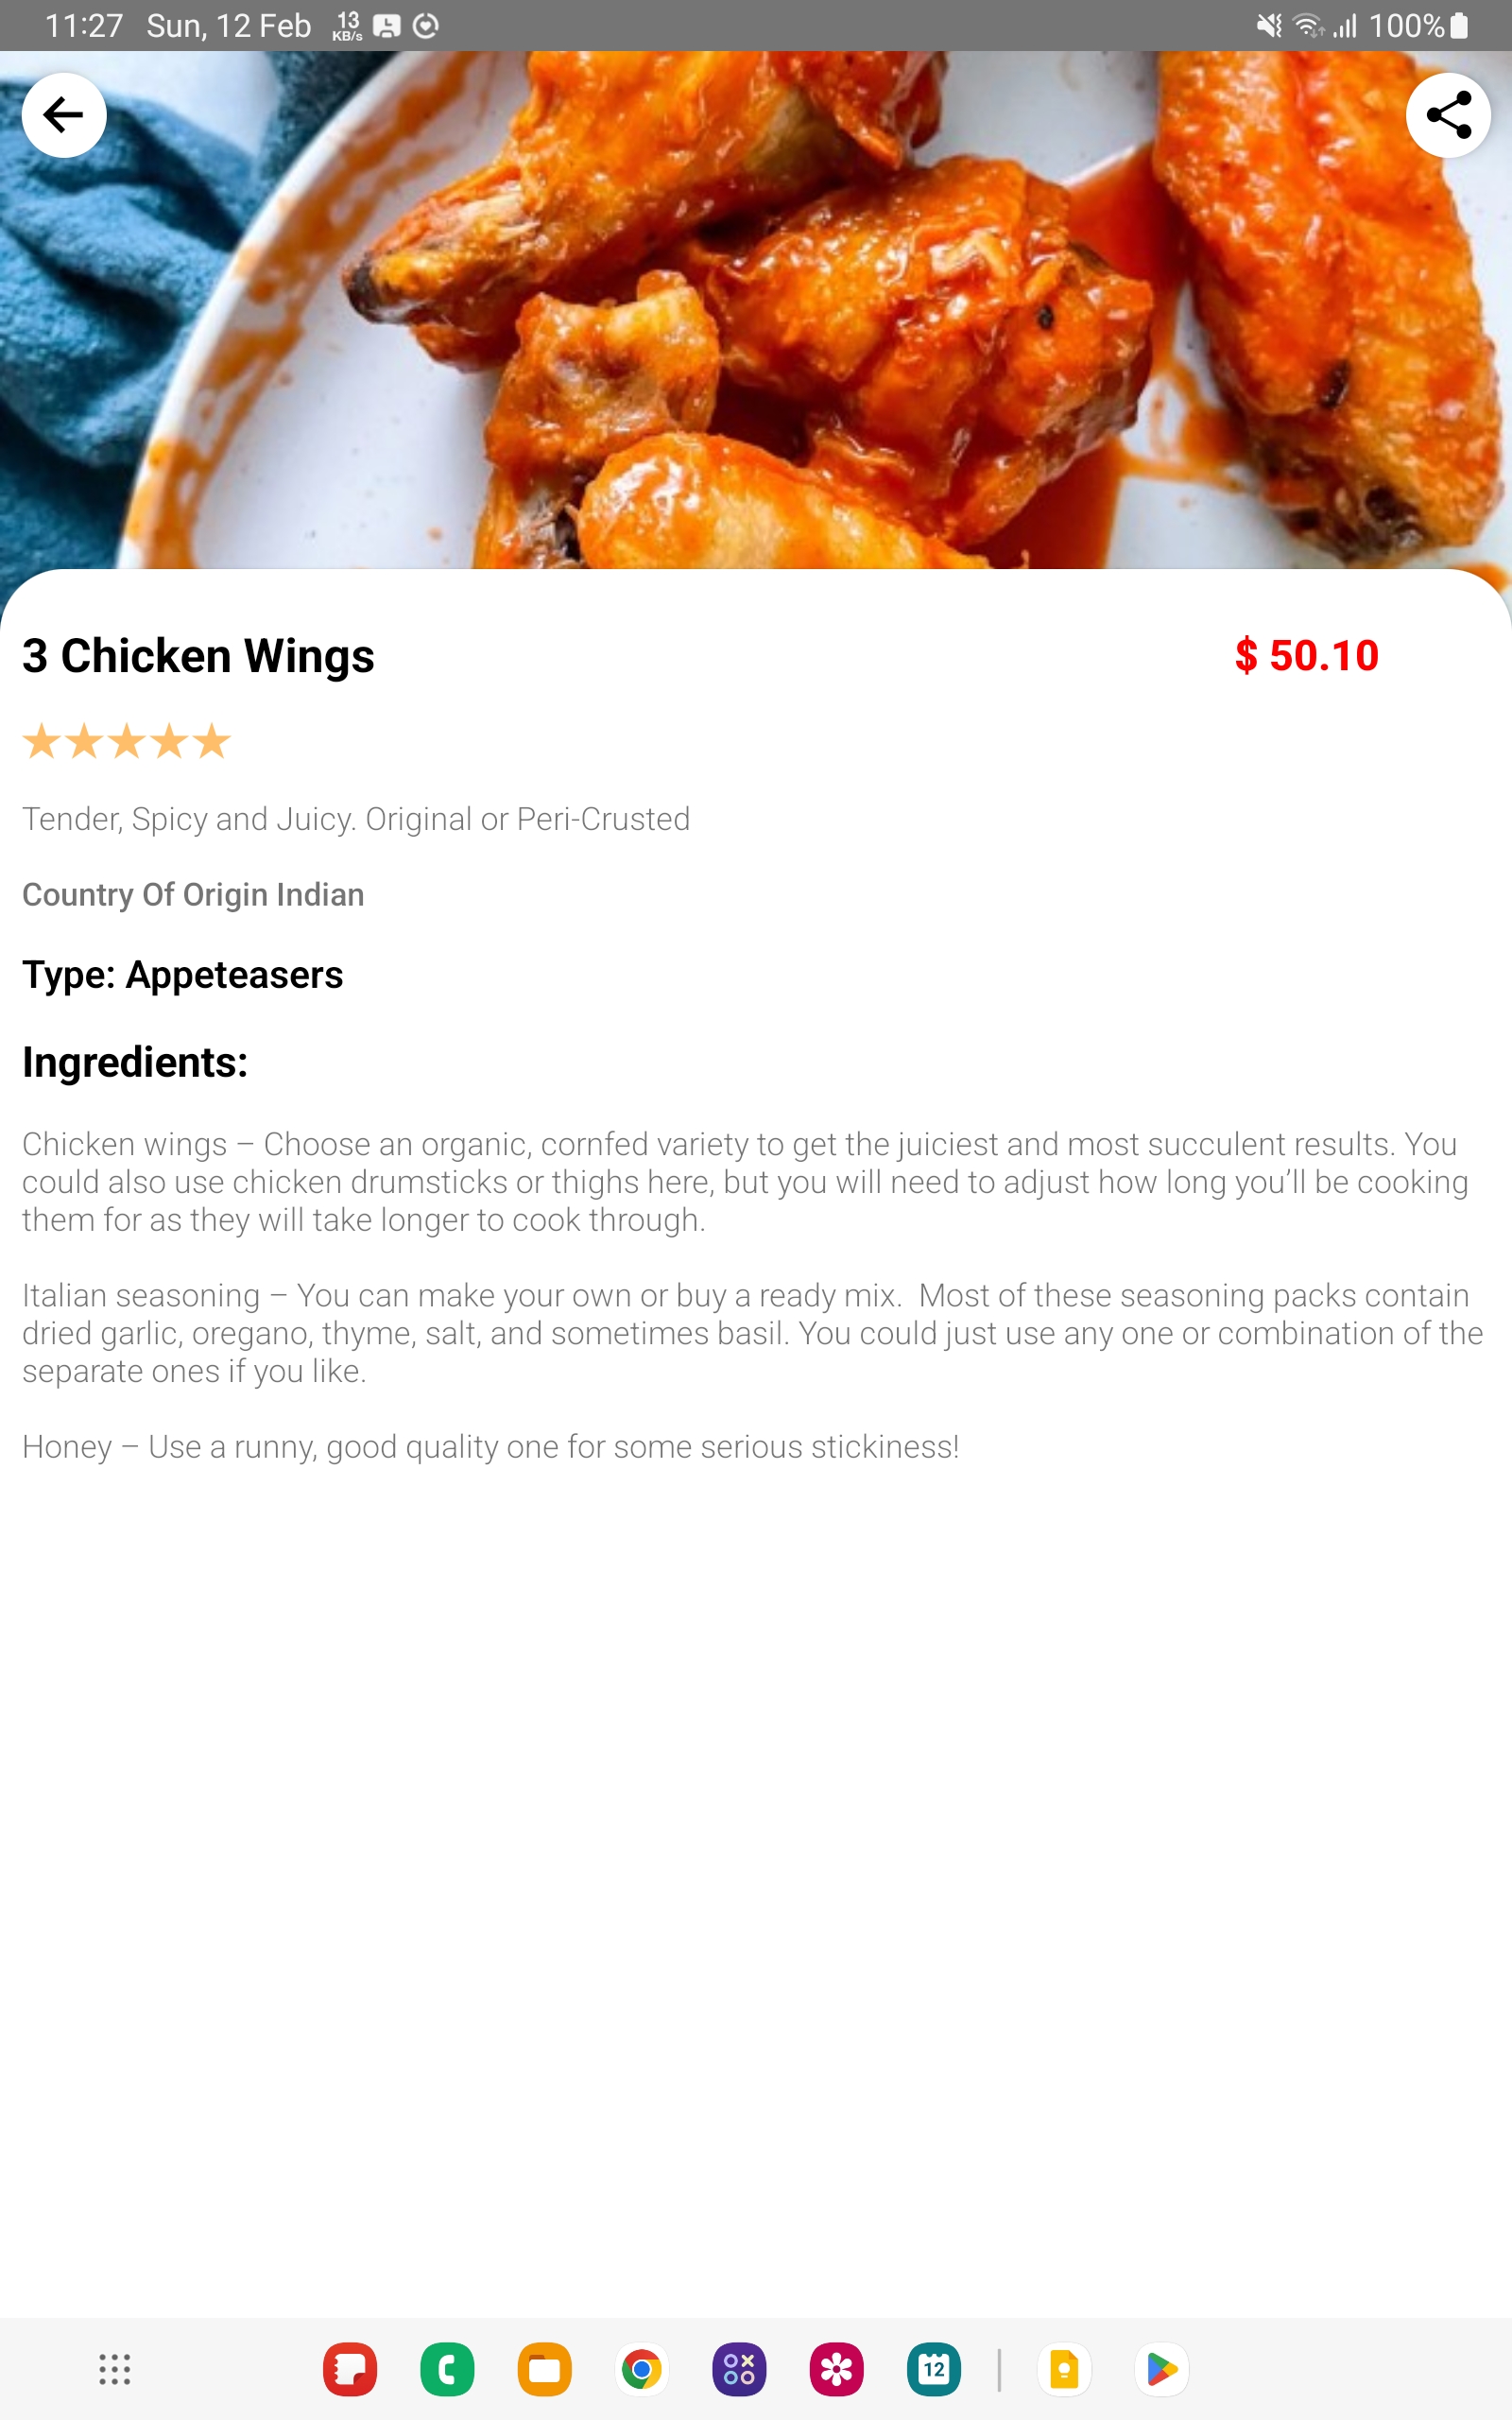 11:27 Sun, 12 Feb 13 KB/s 100%
3 Chicken Wings $ 50.10
Tender, Spicy and Juicy. Original or Peri-Crusted
Country Of Origin Indian
Type: Appeteasers
Ingredients:
Chicken wings – Choose an organic, cornfed variety to get the juiciest and most succulent results. You
could also use chicken drumsticks or thighs here, but you will need to adjust how long you’ll be cooking
them for as they will take longer to cook through.
Italian seasoning – You can make your own or buy a ready mix.  Most of these seasoning packs contain
dried garlic, oregano, thyme, salt, and sometimes basil. You could just use any one or combination of the
separate ones if you like.
Honey – Use a runny, good quality one for some serious stickiness!
12